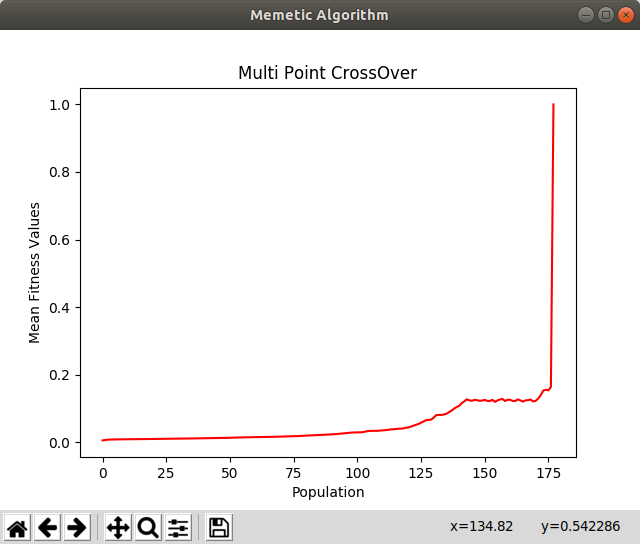 Memetic Algorithm
Multi Point CrossOver
1.0
0.8
0.6
0.4
0.2
0.0
Mean Fitness Values
0 25 50 75 100 125 150 175
Population
x=134.82 y=0.542286